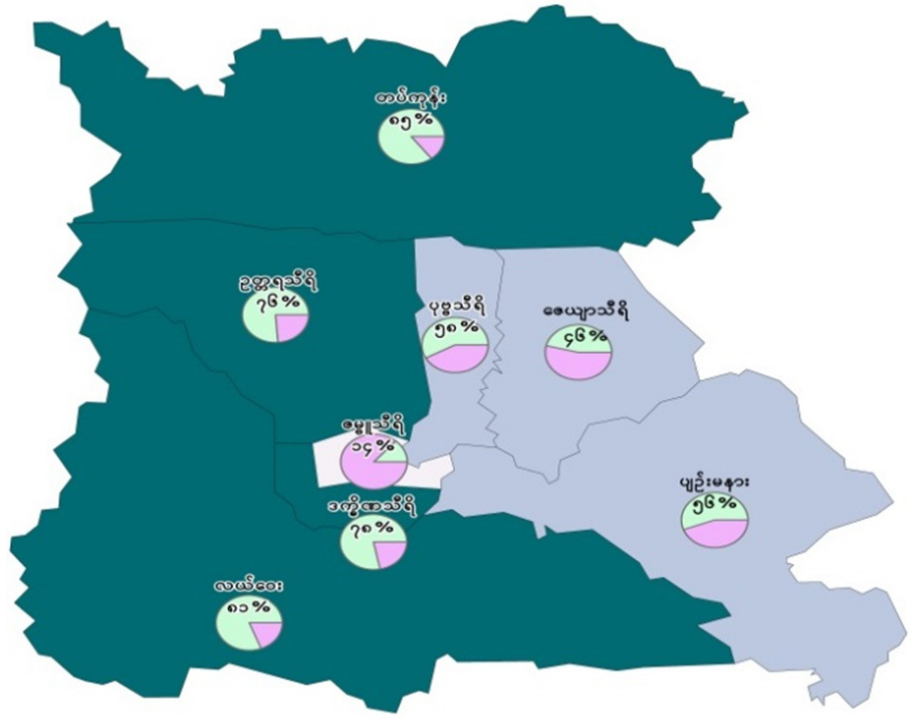 တပ်ကုန်း
၈၅ %
ဥတ္တရသီရိ
၇၆ %
ပုဗ္ဗသီရိ
၅၈ %
ဇေယျာသီရိ
၄၆ %
ဇမ္ဗူသီရိ
၁၄ %
ပျဉ်းမနား
၅၆ %
ဒက္ခိဏသီရိ
၇၈ %
လယ်ဝေး
၈၁ %